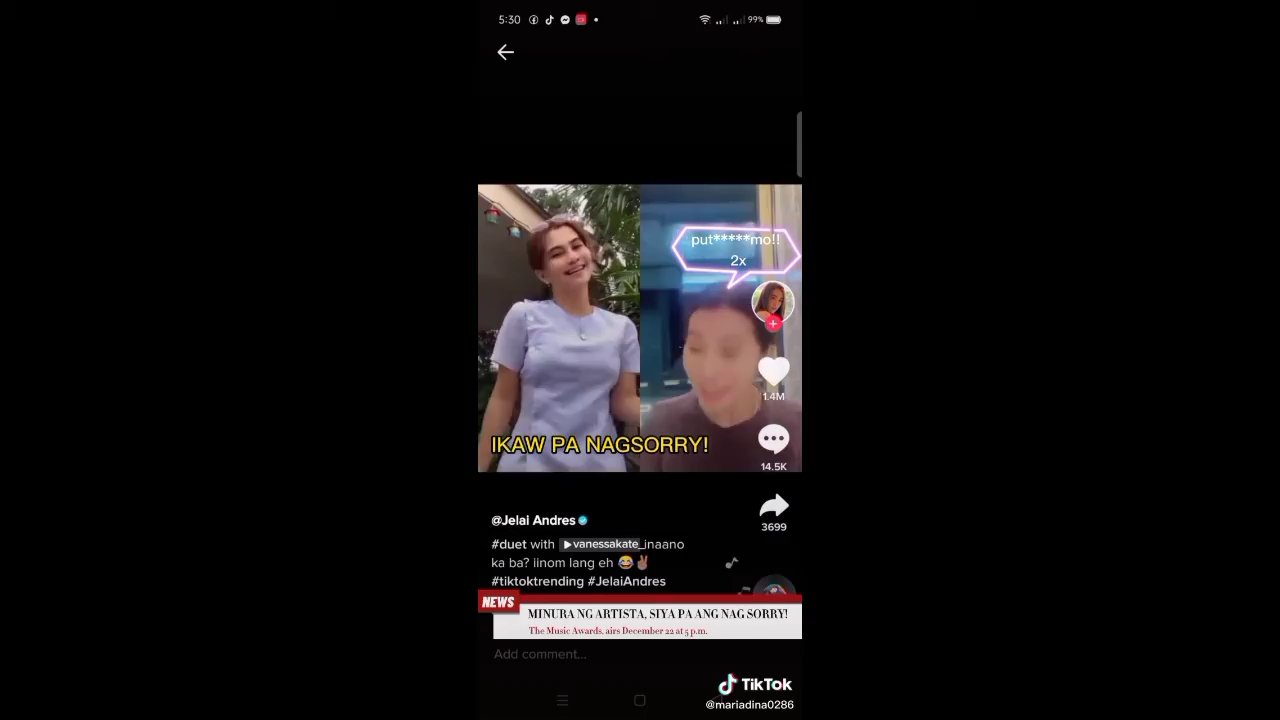 5:30
99%
put*****mo!!
2x
1.4M
IKAW PA NAGSORRY!
14.5K
@Jelai Andres
3699
#duet with vanessakate_inaano
ka ba? iinom lang eh 😂✌🏽
#tiktoktrending #JelaiAndres
NEWS
MINURA NG ARTISTA, SIYA PA ANG NAG SORRY!
The Music Awards, airs December 22 at 5 p.m.
Add comment...
TikTok
@mariadina0286